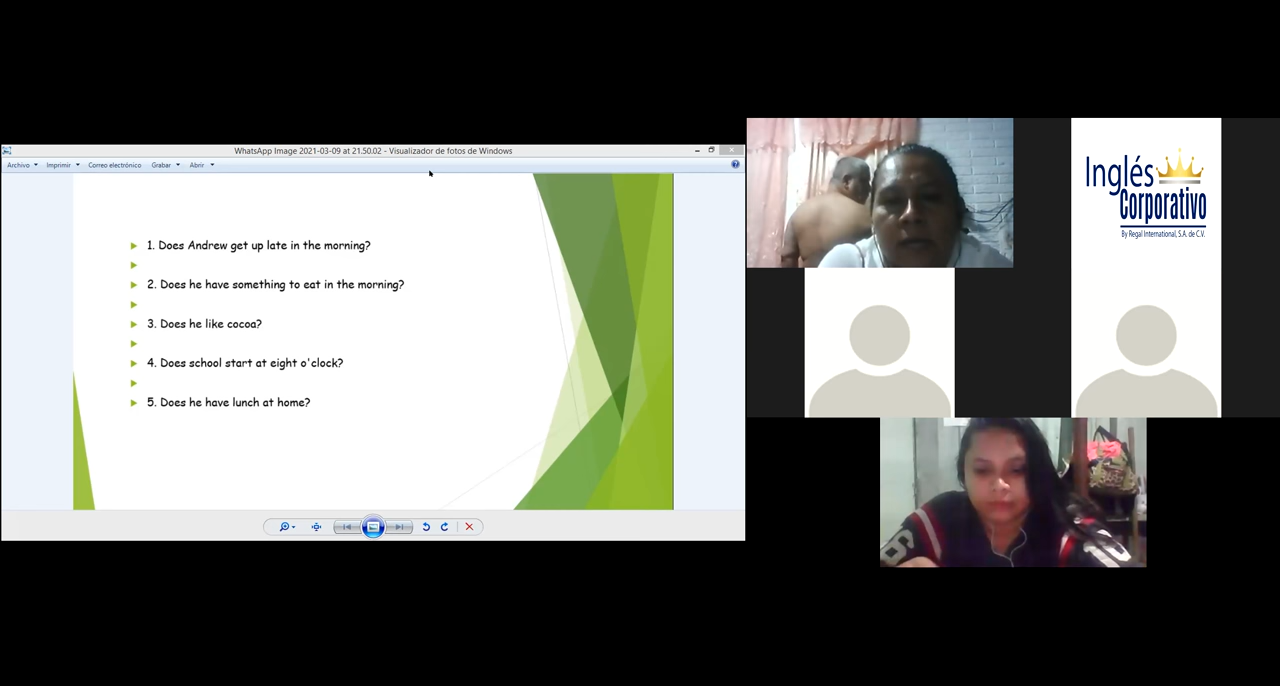 WhatsApp Image 2021-03-09 at 21.50.02 - Visualizador de fotos de Windows
Archivo Imprimir Correo electrónico Grabar Abrir
1. Does Andrew get up late in the morning?
2. Does he have something to eat in the morning?
3. Does he like cocoa?
4. Does school start at eight o'clock?
5. Does he have lunch at home?
Inglés
Corporativo
By Regal International, S.A. de C.V.